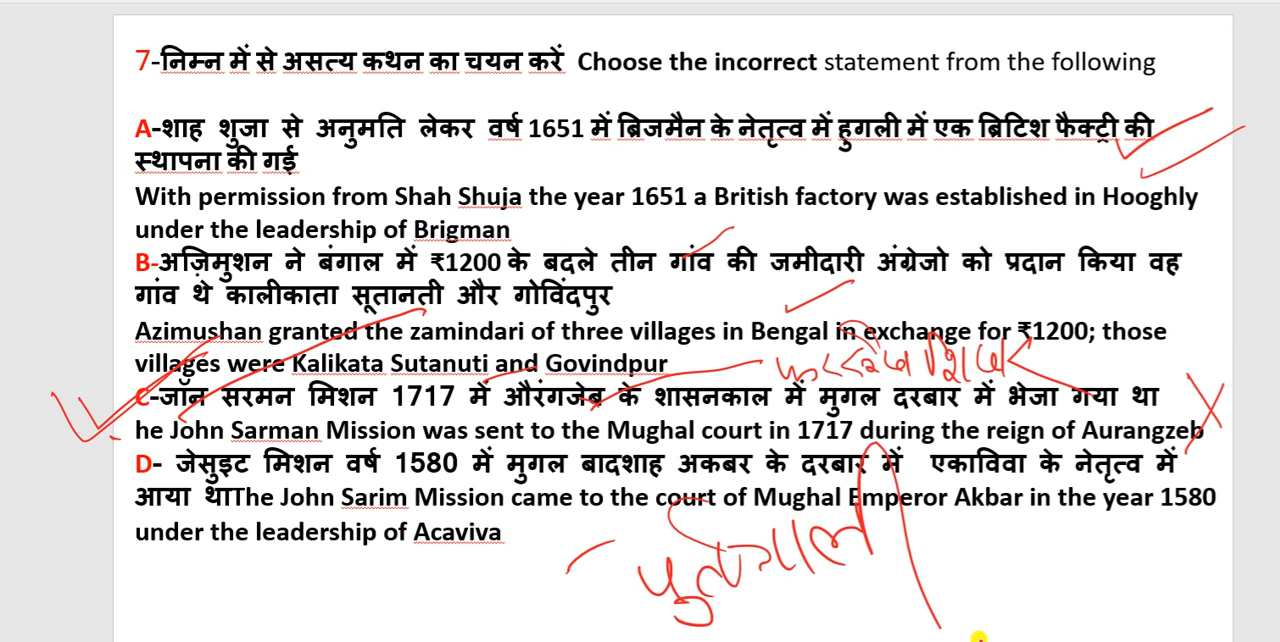 7-निम्न में से असत्य कथन का चयन करें Choose the incorrect statement from the following
A-शाह शुजा से अनुमति लेकर वर्ष 1651 में ब्रिजमैन के नेतृत्व में हुगली में एक ब्रिटिश फैक्ट्री की
स्थापना की गई
With permission from Shah Shuja the year 1651 a British factory was established in Hooghly
under the leadership of Brigman
B-अज़िमुशन ने बंगाल में ₹1200 के बदले तीन गांव की जमीदारी अंग्रेजो को प्रदान किया वह
गांव थे कालीकाता सूतानती और गोविंदपुर
Azimushan granted the zamindari of three villages in Bengal in exchange for ₹1200; those
villages were Kalikata Sutanuti and Govindpur
C-जॉन सरमन मिशन 1717 में औरंगजेब के शासनकाल में मुगल दरबार में भेजा गया था
he John Sarman Mission was sent to the Mughal court in 1717 during the reign of Aurangzeb
D- जेसुइट मिशन वर्ष 1580 में मुगल बादशाह अकबर के दरबार में एकाविवा के नेतृत्व में
आया थाThe John Sarim Mission came to the court of Mughal Emperor Akbar in the year 1580
under the leadership of Acaviva
पुर्तगाली